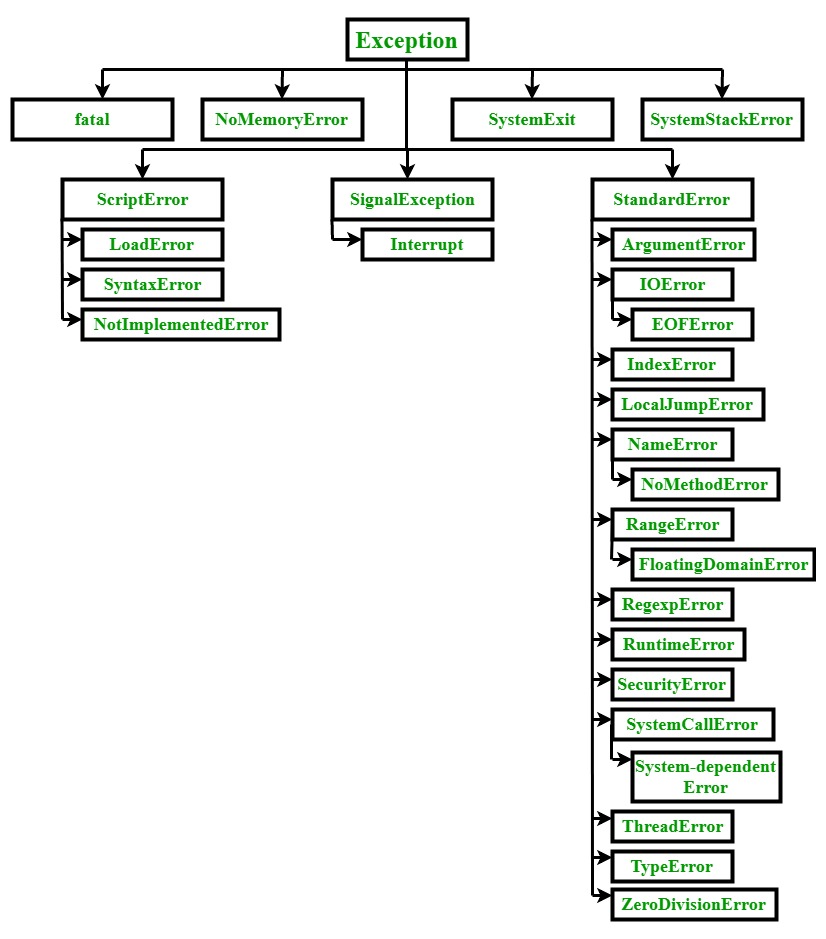 Exception
fatal
NoMemoryError
SystemExit
SystemStackError
ScriptError
SignalException
StandardError
LoadError
Interrupt
ArgumentError
SyntaxError
IOError
NotImplementedError
EOFError
IndexError
LocalJumpError
NameError
NoMethodError
RangeError
FloatingDomainError
RegexpError
RuntimeError
SecurityError
SystemCallError
System-dependent
Error
ThreadError
TypeError
ZeroDivisionError